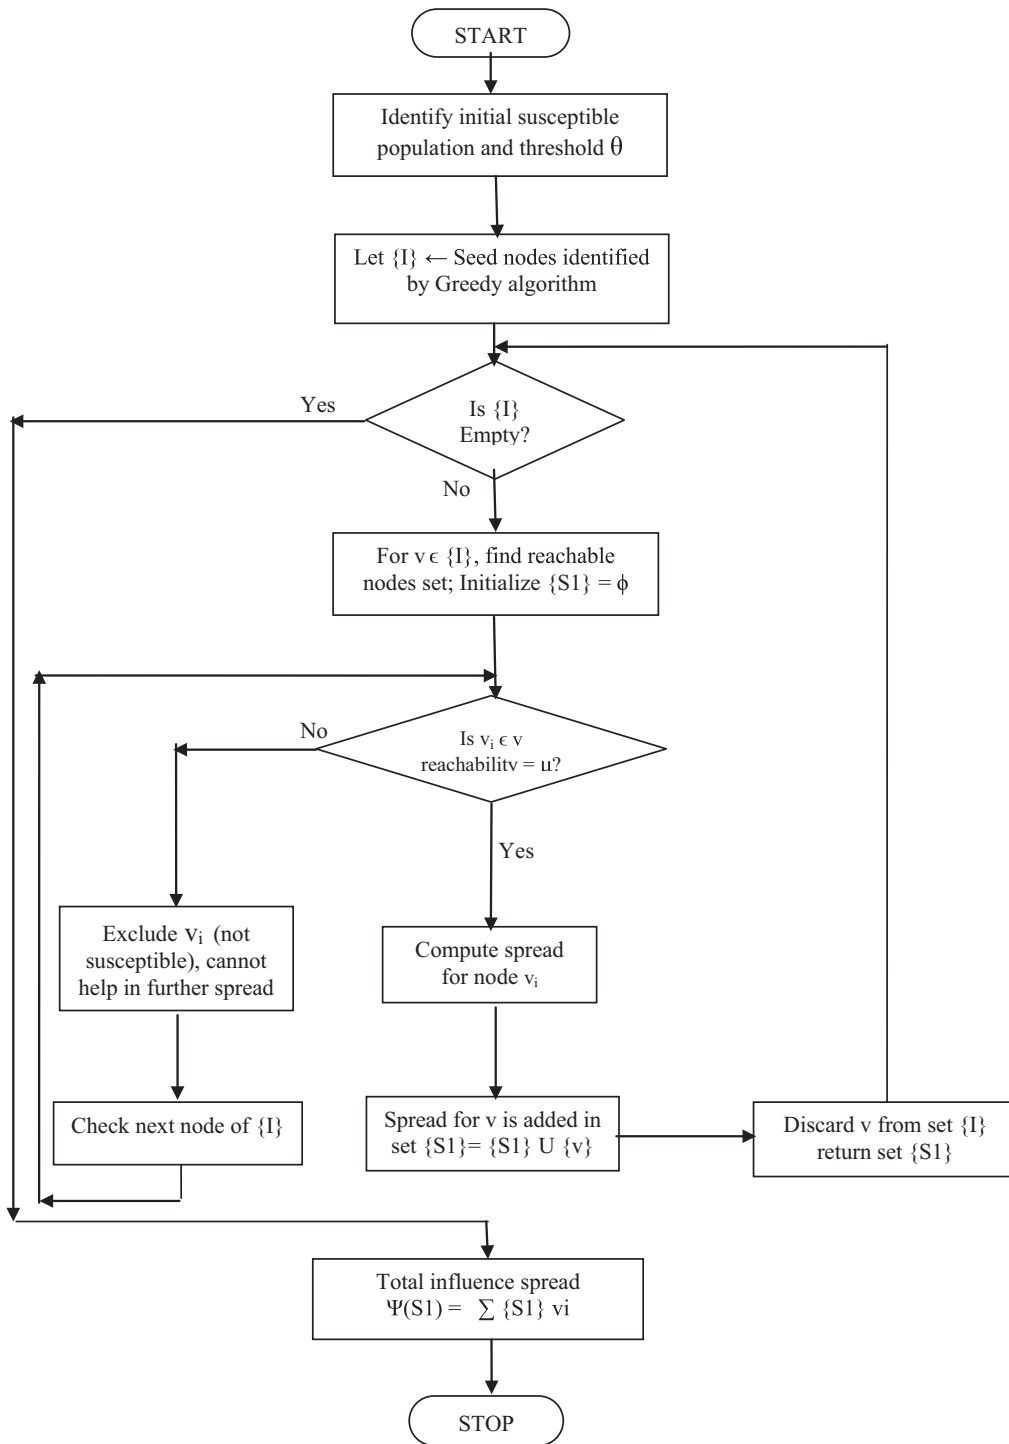 START
Identify initial susceptible
population and threshold θ
Let {I} ← Seed nodes identified
by Greedy algorithm
Yes
Is {I}
Empty?
No
For v ϵ {I}, find reachable
nodes set; Initialize {S1} = ϕ
No
Is vᵢ ϵ v
reachability = u?
Yes
Exclude vᵢ (not
susceptible), cannot
help in further spread
Compute spread
for node vᵢ
Check next node of {I}
Spread for v is added in
set {S1}= {S1} U {v}
Discard v from set {I}
return set {S1}
Total influence spread
Ψ(S1) = ∑ {S1} vi
STOP